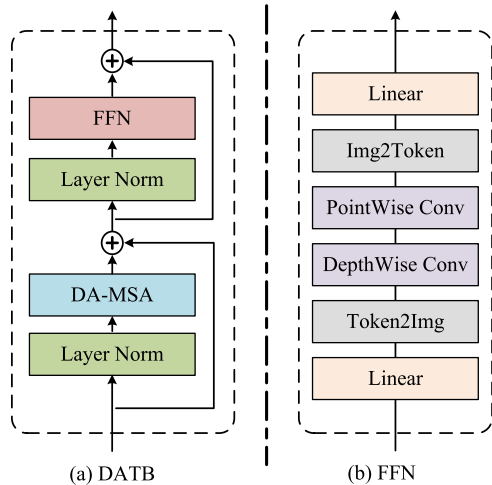 FFN
Layer Norm
DA-MSA
Layer Norm
(a) DATB
Linear
Img2Token
PointWise Conv
DepthWise Conv
Token2Img
Linear
(b) FFN